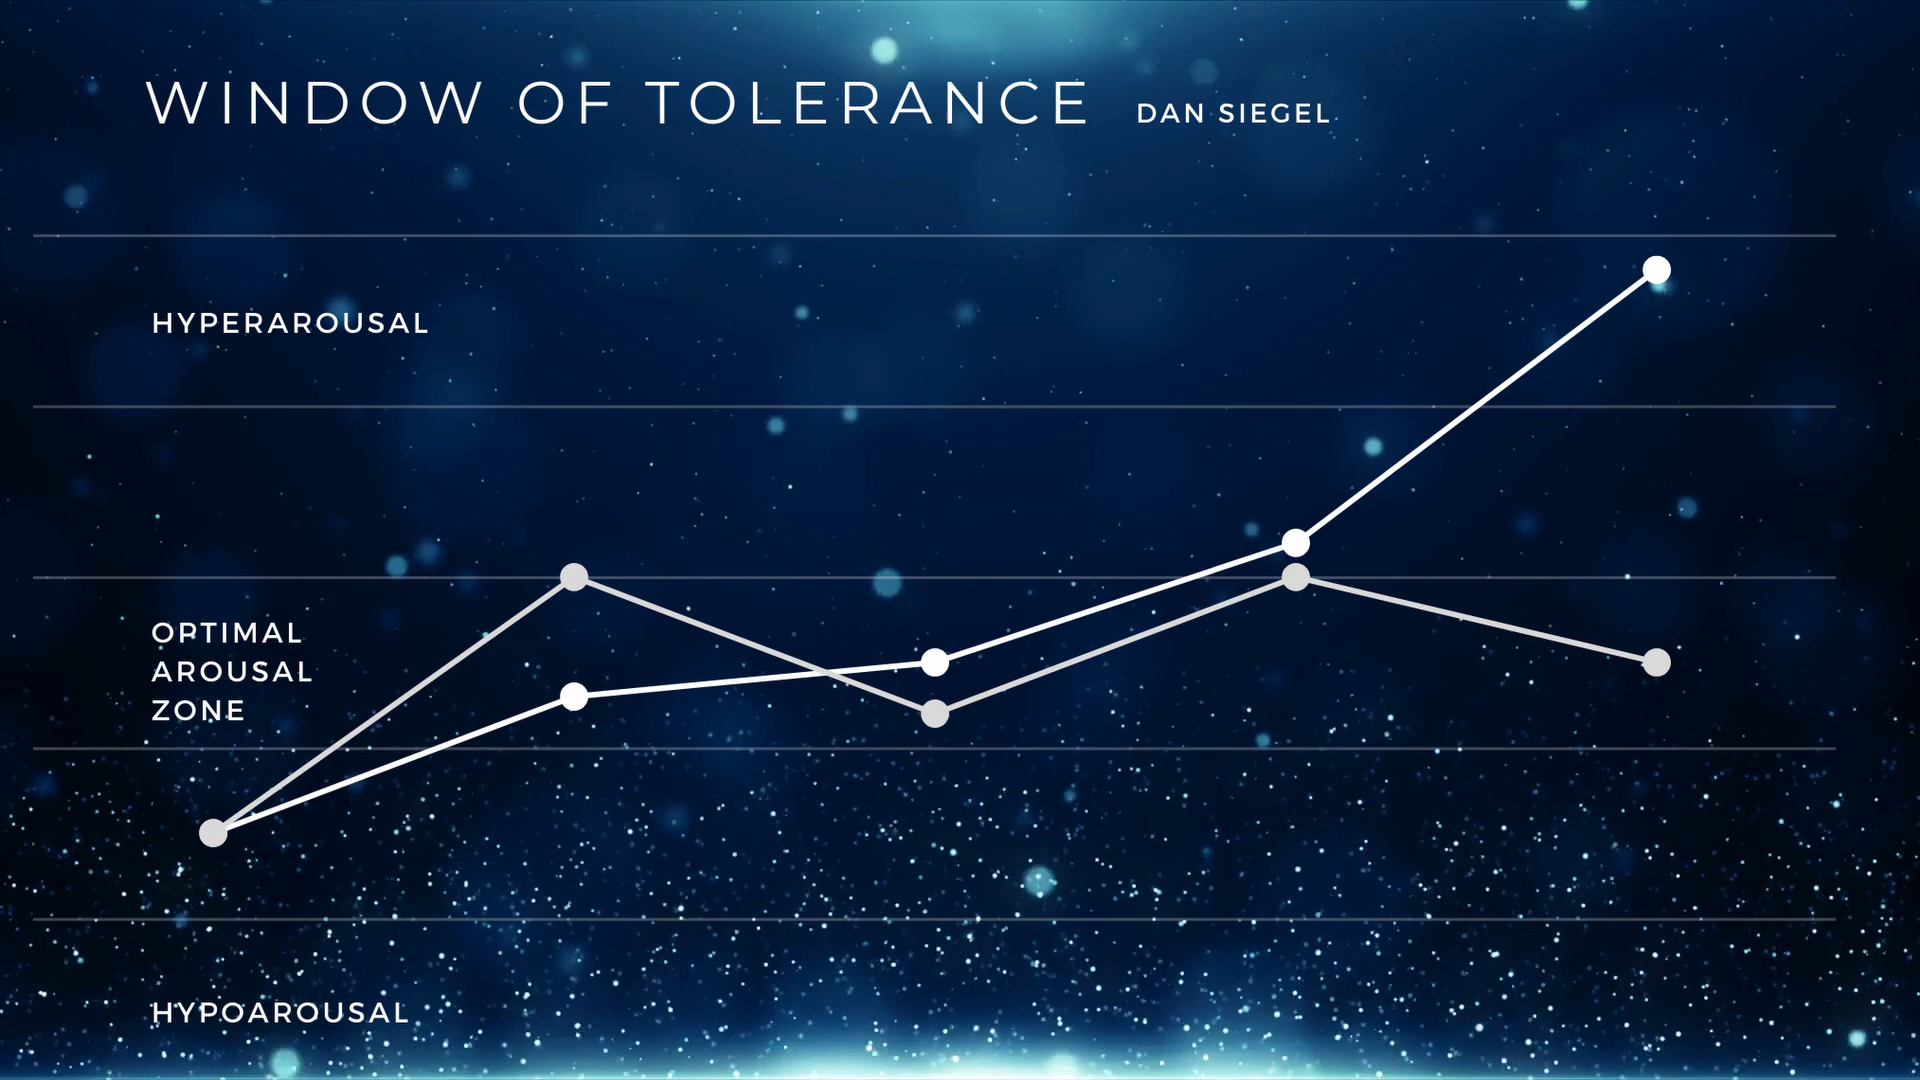 WINDOW OF TOLERANCE DAN SIEGEL
HYPERAROUSAL
OPTIMAL
AROUSAL
ZONE
HYPOAROUSAL